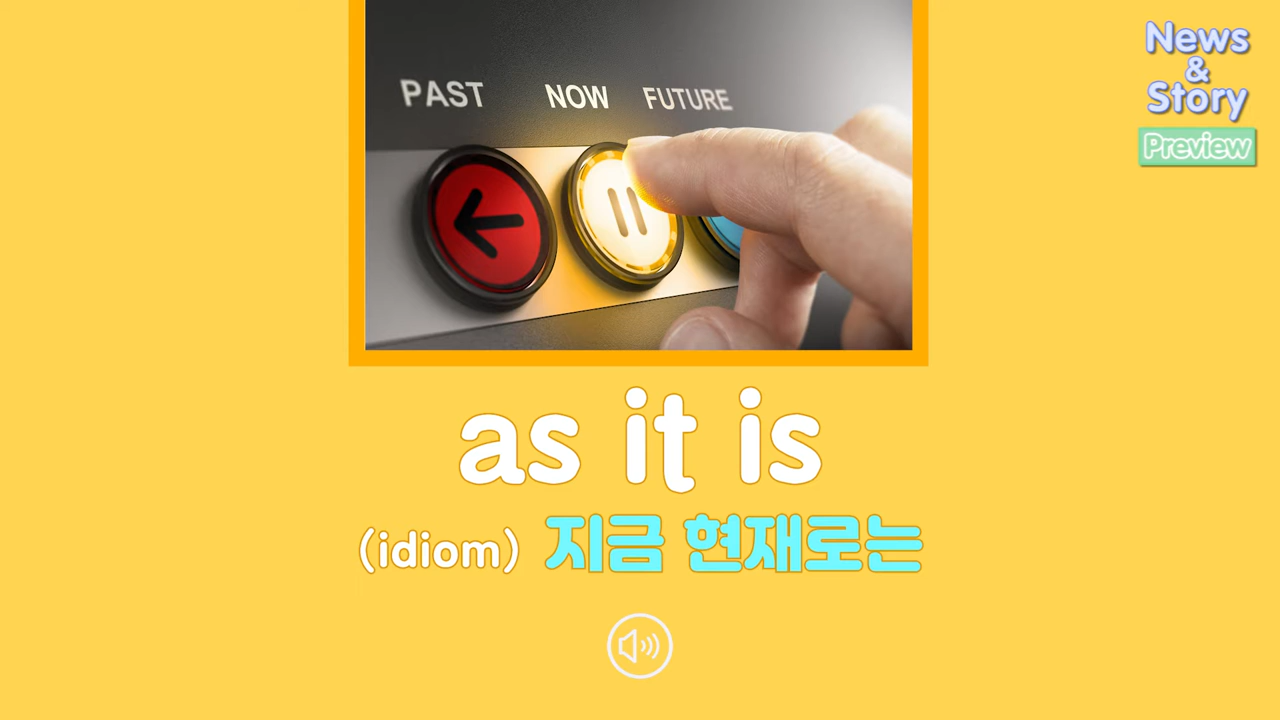 PAST NOW FUTURE
News
&
Story
Preview
as it is
(idiom) 지금 현재로는